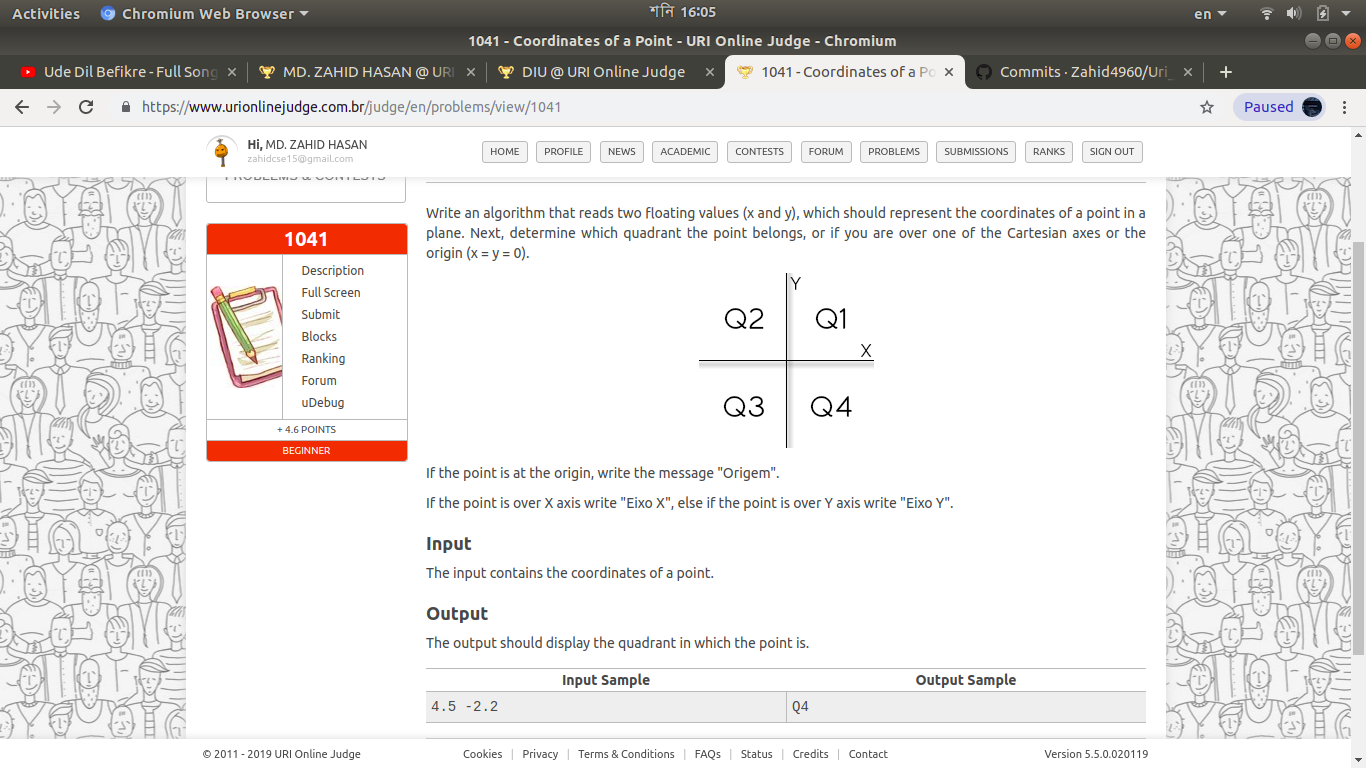 Activities Chromium Web Browser শনি 16:05 en
1041 - Coordinates of a Point - URI Online Judge - Chromium
Ude Dil Befikre - Full Song MD. ZAHID HASAN @ URI DIU @ URI Online Judge 1041 - Coordinates of a Po Commits · Zahid4960/Uri_
https://www.urionlinejudge.com.br/judge/en/problems/view/1041 Paused
Hi, MD. ZAHID HASAN
zahidcse15@gmail.com
HOME PROFILE NEWS ACADEMIC CONTESTS FORUM PROBLEMS SUBMISSIONS RANKS SIGN OUT
PROBLEMS & CONTESTS
1041
Description
Full Screen
Submit
Blocks
Ranking
Forum
uDebug
+ 4.6 POINTS
BEGINNER
Write an algorithm that reads two floating values (x and y), which should represent the coordinates of a point in a
plane. Next, determine which quadrant the point belongs, or if you are over one of the Cartesian axes or the
origin (x = y = 0).
Y
Q2 Q1
X
Q3 Q4
If the point is at the origin, write the message "Origem".
If the point is over X axis write "Eixo X", else if the point is over Y axis write "Eixo Y".
Input
The input contains the coordinates of a point.
Output
The output should display the quadrant in which the point is.
Input Sample Output Sample
4.5 -2.2 Q4
© 2011 - 2019 URI Online Judge Cookies | Privacy | Terms & Conditions | FAQs | Status | Credits | Contact Version 5.5.0.020119